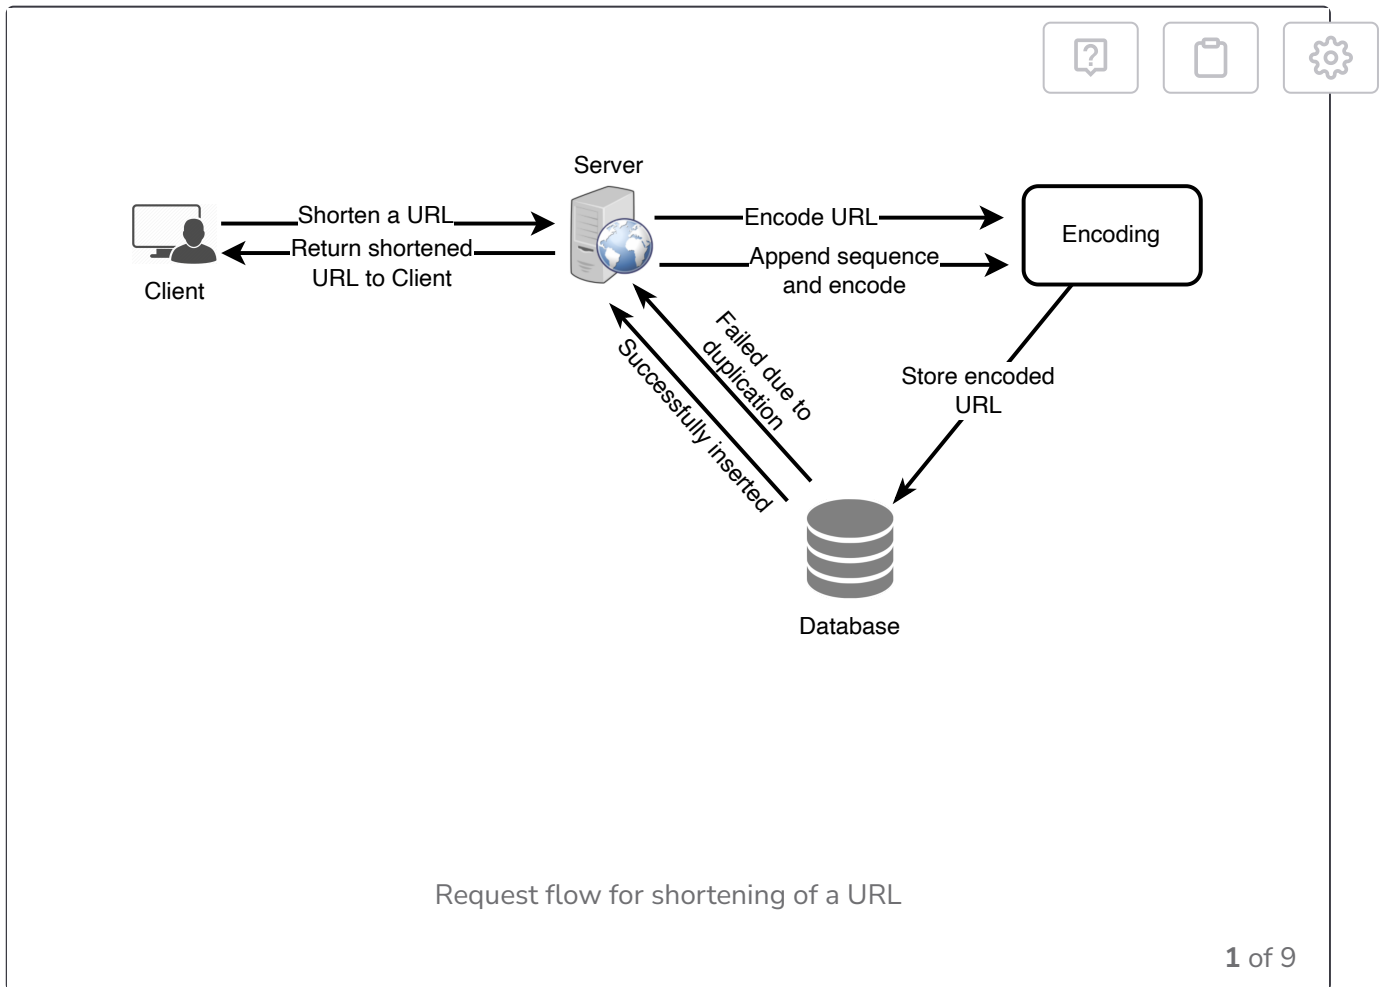 Server
Shorten a URL
Return shortened
URL to Client
Client
Encode URL
Append sequence
and encode
Encoding
Failed due to
duplication
Successfully inserted
Store encoded
URL
Database
Request flow for shortening of a URL
1 of 9